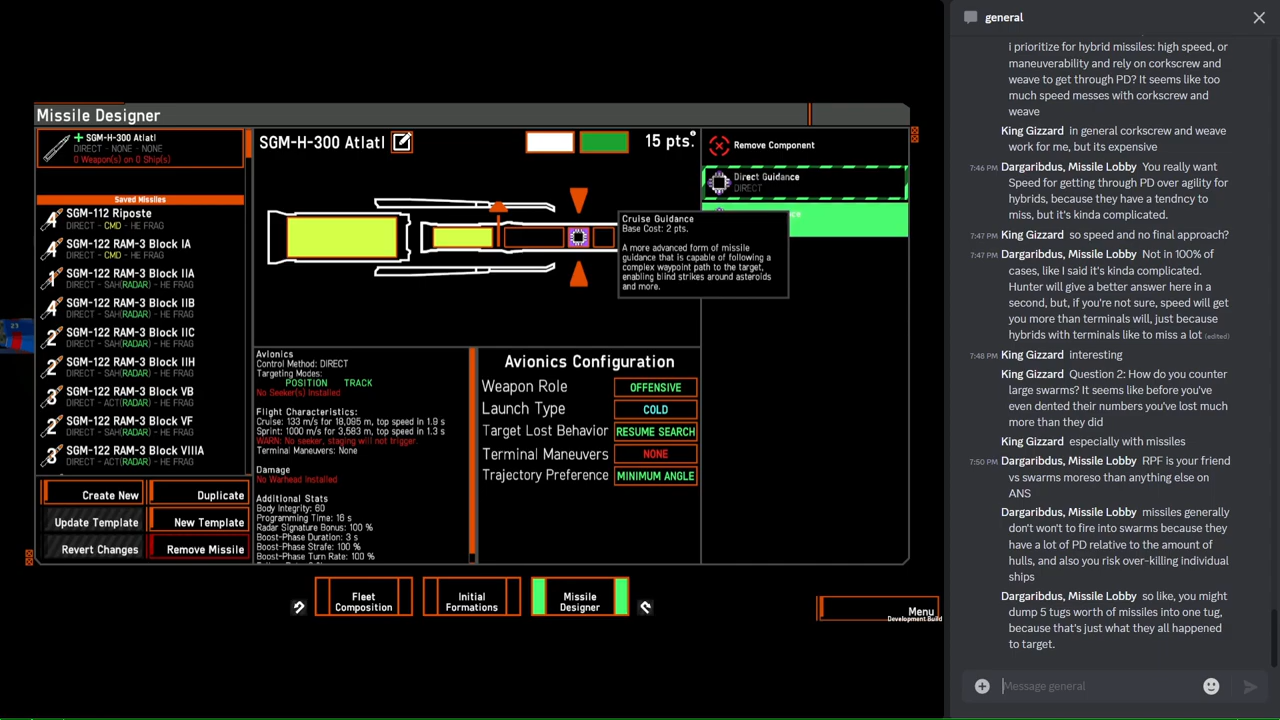 Missile Designer
+ SGM-H-300 Atlatl
DIRECT - NONE - NONE
0 Weapon(s) on 0 Ship(s)
Saved Missiles
4 SGM-112 Riposte
DIRECT - CMD - HE FRAG
4 SGM-122 RAM-3 Block IA
DIRECT - CMD - HE FRAG
1 SGM-122 RAM-3 Block IIA
DIRECT - SAH(RADAR) - HE FRAG
4 SGM-122 RAM-3 Block IIB
DIRECT - SAH(RADAR) - HE FRAG
2 SGM-122 RAM-3 Block IIC
DIRECT - SAH(RADAR) - HE FRAG
2 SGM-122 RAM-3 Block IIH
DIRECT - SAH(RADAR) - HE FRAG
3 SGM-122 RAM-3 Block VB
DIRECT - ACT(RADAR) - HE FRAG
2 SGM-122 RAM-3 Block VF
DIRECT - SAH(RADAR) - HE FRAG
3 SGM-122 RAM-3 Block VIIIA
DIRECT - ACT(RADAR) - HE FRAG
Create New
Duplicate
Update Template
New Template
Revert Changes
Remove Missile
SGM-H-300 Atlatl
15 pts.
Cruise Guidance
Base Cost: 2 pts.
A more advanced form of missile
guidance that is capable of following a
complex waypoint path to the target,
enabling blind strikes around asteroids
and more.
Remove Component
Direct Guidance
DIRECT
Avionics
Control Method: DIRECT
Targeting Modes:
POSITION TRACK
No Seeker(s) Installed
Flight Characteristics:
Cruise: 133 m/s for 18,095 m, top speed in 1.9 s
Sprint: 1000 m/s for 3,583 m, top speed in 1.3 s
WARN: No seeker, staging will not trigger.
Terminal Maneuvers: None
Damage
No Warhead installed
Additional Stats
Body Integrity: 60
Programming Time: 16 s
Radar Signature Bonus: 100 %
Boost-Phase Duration: 3 s
Boost-Phase Strafe: 100 %
Boost-Phase Turn Rate: 100 %
Avionics Configuration
Weapon Role OFFENSIVE
Launch Type COLD
Target Lost Behavior RESUME SEARCH
Terminal Maneuvers NONE
Trajectory Preference MINIMUM ANGLE
Fleet
Composition
Initial
Formations
Missile
Designer
Menu
Development Build
23
general
i prioritize for hybrid missiles: high speed, or
maneuverability and rely on corkscrew and
weave to get through PD? It seems like too
much speed messes with corkscrew and
weave
King Gizzard in general corkscrew and weave
work for me, but its expensive
7:46 PM Dargaribdus, Missile Lobby You really want
Speed for getting through PD over agility for
hybrids, because they have a tendncy to
miss, but it's kinda complicated.
7:47 PM King Gizzard so speed and no final approach?
7:47 PM Dargaribdus, Missile Lobby Not in 100% of
cases, like I said it's kinda complicated.
Hunter will give a better answer here in a
second, but, if you're not sure, speed will get
you more than terminals will, just because
hybrids with terminals like to miss a lot (edited)
7:48 PM King Gizzard interesting
King Gizzard Question 2: How do you counter
large swarms? It seems like before you've
even dented their numbers you've lost much
more than they did
King Gizzard especially with missiles
7:50 PM Dargaribdus, Missile Lobby RPF is your friend
vs swarms moreso than anything else on
ANS
Dargaribdus, Missile Lobby missiles generally
don't won't to fire into swarms because they
have a lot of PD relative to the amount of
hulls, and also you risk over-killing individual
ships
Dargaribdus, Missile Lobby so like, you might
dump 5 tugs worth of missiles into one tug,
because that's just what they all happened
to target.
Message general